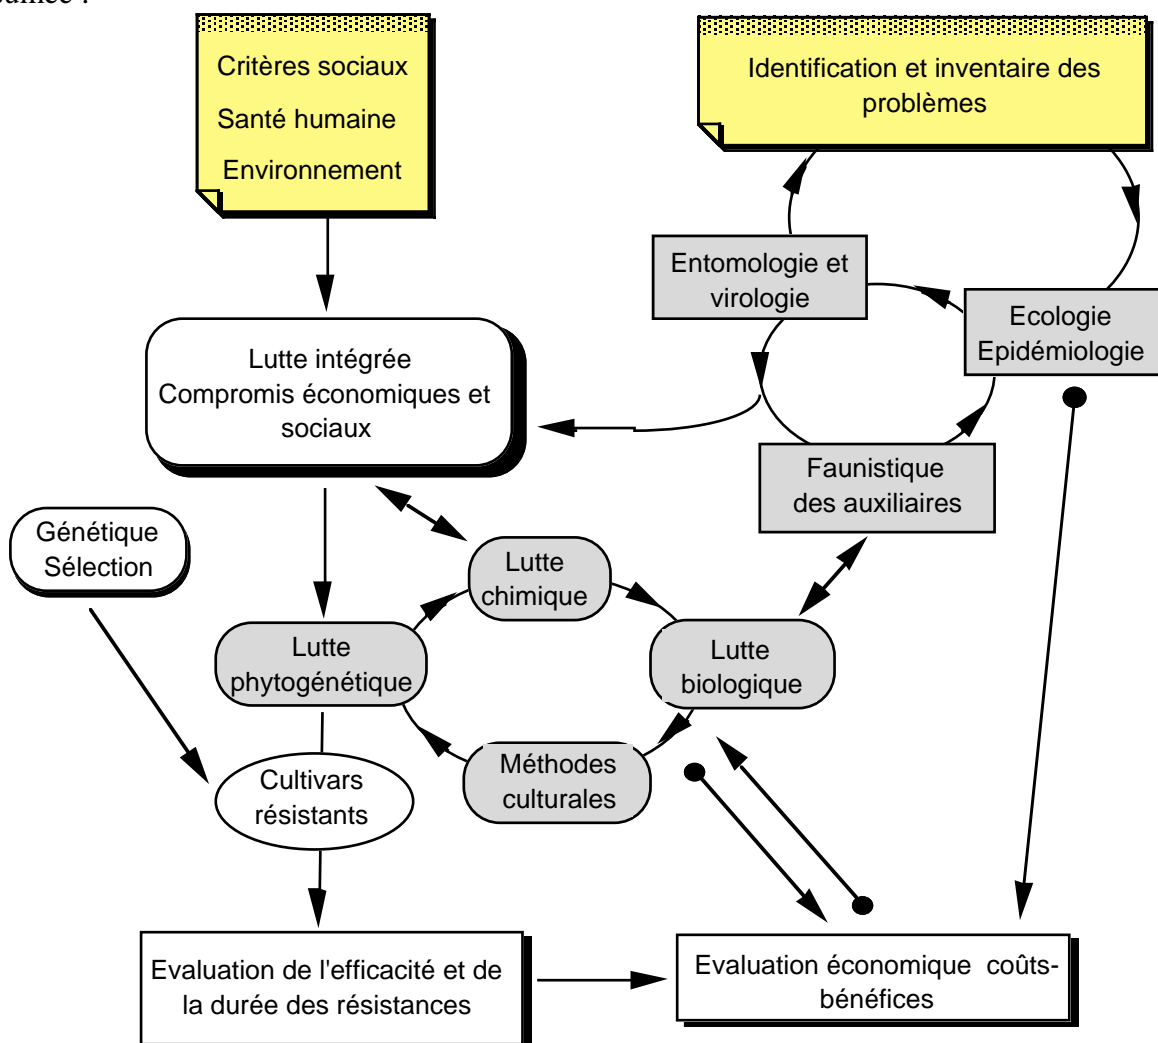 Critères sociaux
Santé humaine
Environnement
Identification et inventaire des
problèmes
Entomologie et
virologie
Ecologie
Epidémiologie
Lutte intégrée
Compromis économiques et
sociaux
Faunistique
des auxiliaires
Génétique
Sélection
Lutte
chimique
Lutte
phytogénétique
Lutte
biologique
Méthodes
culturales
Cultivars
résistants
Evaluation de l'efficacité et de
la durée des résistances
Evaluation économique coûts-
bénéfices